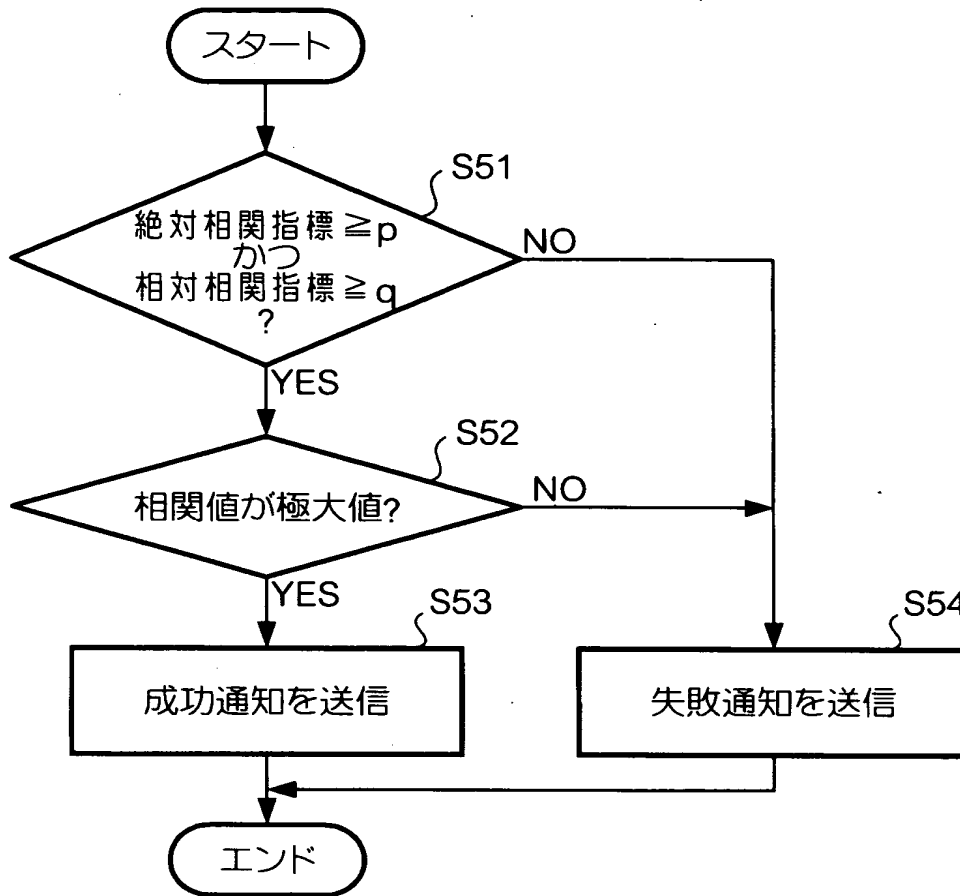 スタート
S51
絶対相関指標≧p
かつ
相対相関指標≧q
?
NO
YES
S52
相関値が極大値?
NO
YES
S53
成功通知を送信
S54
失敗通知を送信
エンド